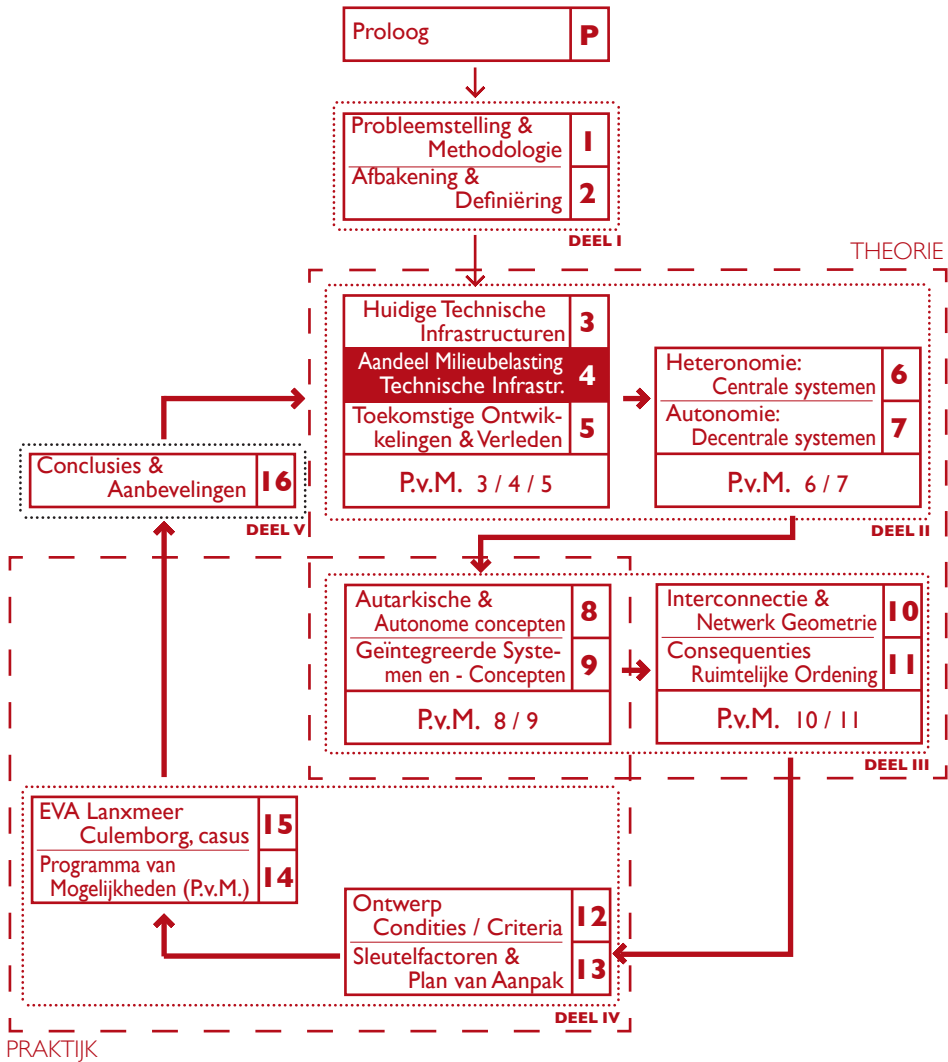 Proloog P
Probleemstelling & 1
Methodologie
Afbakening & 2
Definiëring
DEEL I
THEORIE
Huidige Technische 3
Infrastructuren
Aandeel Milieubelasting 4
Technische Infrastr.
Toekomstige Ontwik- 5
kkelingen & Verleden
P.v.M. 3 / 4 / 5
Heteronomie: 6
Centrale systemen
Autonomie: 7
Decentrale systemen
P.v.M. 6 / 7
DEEL II
Conclusies & 16
Aanbevelingen
DEEL V
Autarkische & 8
Autonome concepten
Geïntegreerde Syste- 9
men en - Concepten
P.v.M. 8 / 9
Interconnectie & 10
Netwerk Geometrie
Consequenties 11
Ruimtelijke Ordening
P.v.M. 10 / 11
DEEL III
EVA Lanxmeer 15
Culemborg, casus
Programma van 14
Mogelijkheden (P.v.M.)
Ontwerp 12
Condities / Criteria
Sleutelfactoren & 13
Plan van Aanpak
DEEL IV
PRAKTIJK